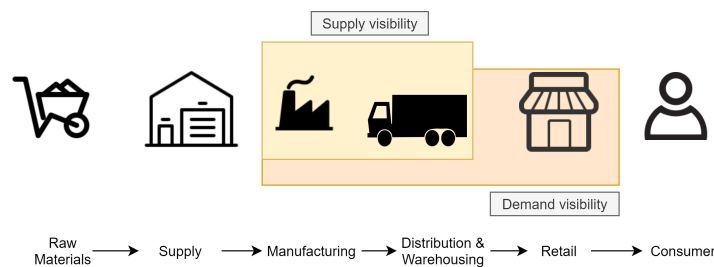 Supply visibility
Demand visibility
Raw
Materials
Supply
Manufacturing
Distribution &
Warehousing
Retail
Consumer